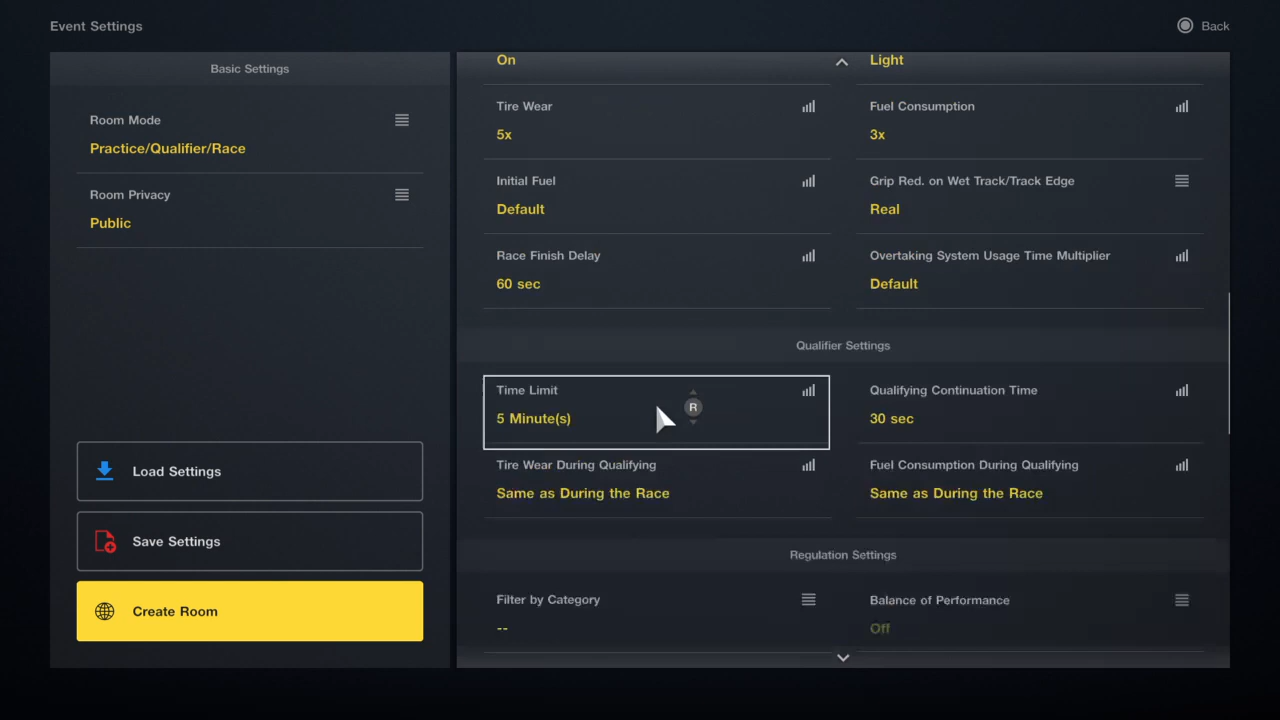 Event Settings
Back
Basic Settings
Room Mode
Practice/Qualifier/Race
Room Privacy
Public
Load Settings
Save Settings
Create Room
On
Light
Tire Wear
5x
Fuel Consumption
3x
Initial Fuel
Default
Grip Red. on Wet Track/Track Edge
Real
Race Finish Delay
60 sec
Overtaking System Usage Time Multiplier
Default
Qualifier Settings
Time Limit
5 Minute(s)
R
Qualifying Continuation Time
30 sec
Tire Wear During Qualifying
Same as During the Race
Fuel Consumption During Qualifying
Same as During the Race
Regulation Settings
Filter by Category
--
Balance of Performance
Off